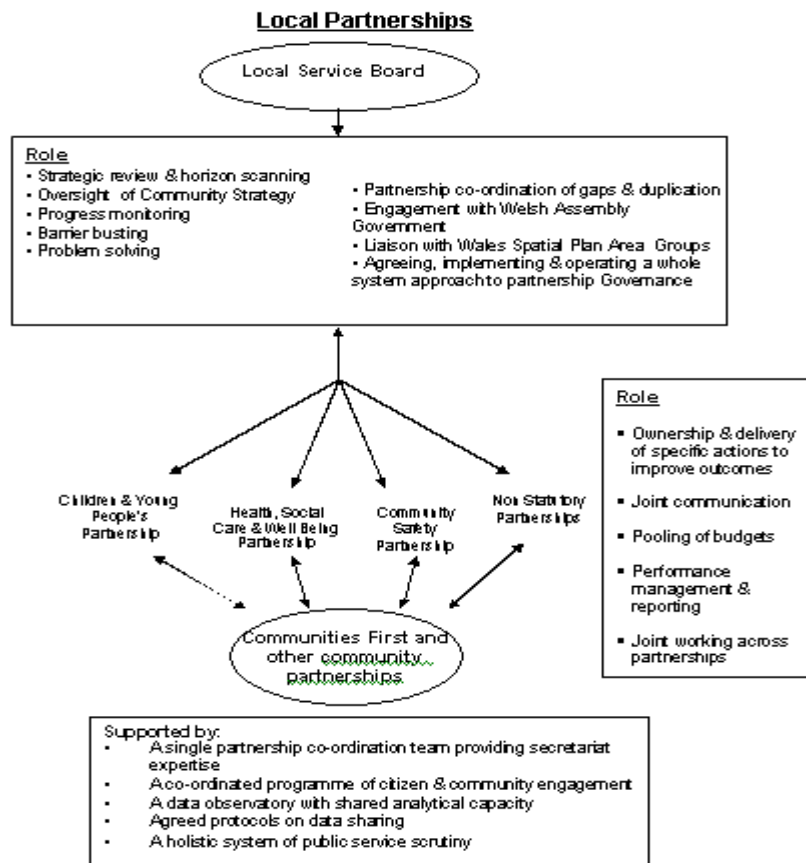 Local Partnerships
Local Service Board
Role
• Strategic review & horizon scanning
• Oversight of Community Strategy
• Progress monitoring
• Barrier busting
• Problem solving
• Partnership co-ordination of gaps & duplication
• Engagement with Welsh Assembly
Government
• Liaison with Wales Spatial Plan Area Groups
• Agreeing, implementing & operating a whole
system approach to partnership Governance
Children & Young
People's
Partnership
Health, Social
Care & Well Being
Partnership
Community
Safety
Partnership
Non Statutory
Partnerships
Role
▪ Ownership & delivery
of specific actions to
improve outcomes
▪ Joint communication
▪ Pooling of budgets
▪ Performance
management &
reporting
▪ Joint working across
partnerships
Communities First and
other community
partnerships
Supported by:
• A single partnership co-ordination team providing secretariat
expertise
• A co-ordinated programme of citizen & community engagement
• A data observatory with shared analytical capacity
• Agreed protocols on data sharing
• A holistic system of public service scrutiny